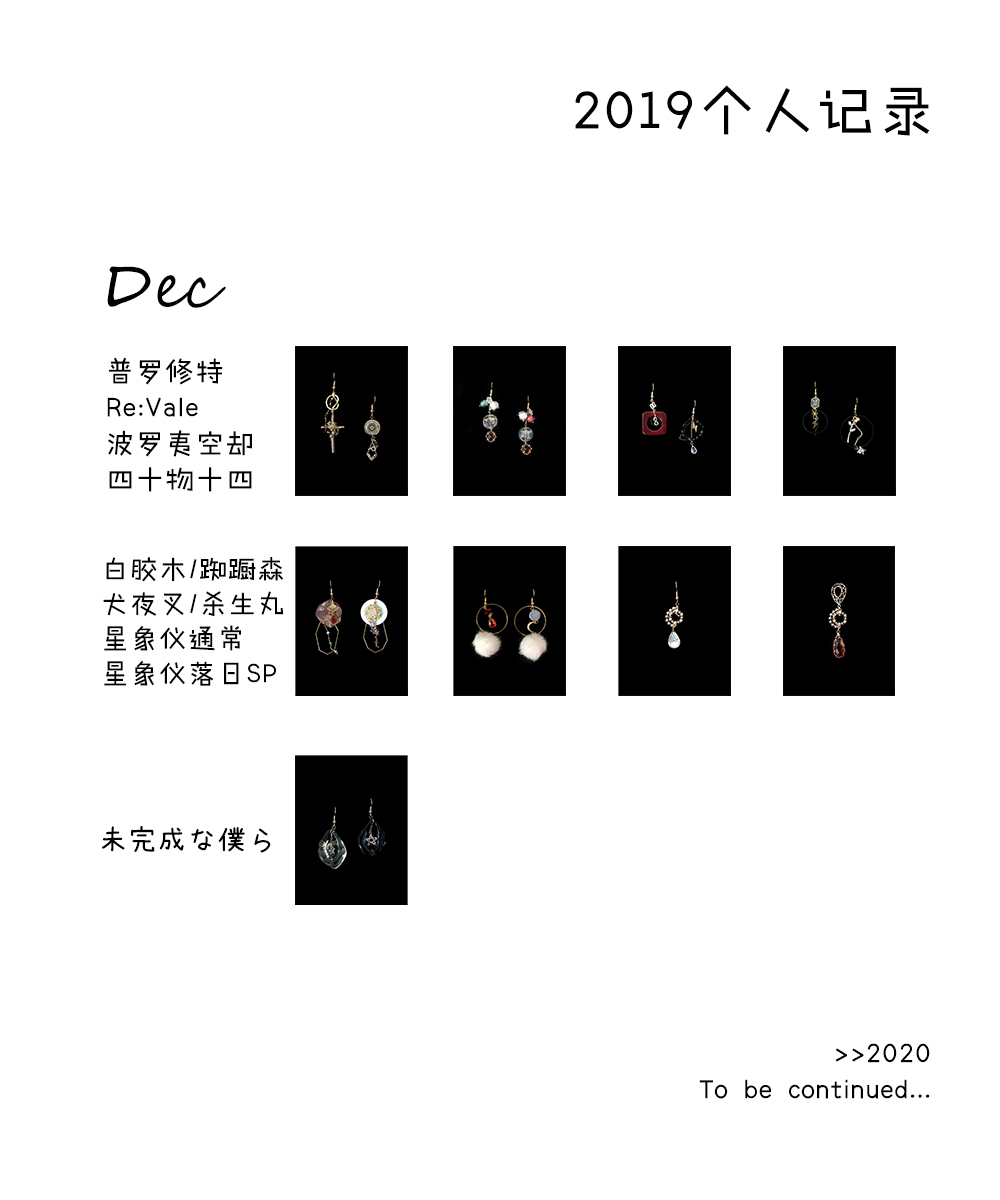 2019个人记录
Dec
普罗修特
Re:Vale
波罗夷空却
四十物十四
白胶木/踟蹰森
犬夜叉/杀生丸
星象仪通常
星象仪落日SP
未完成な僕ら
>>2020
To be continued...